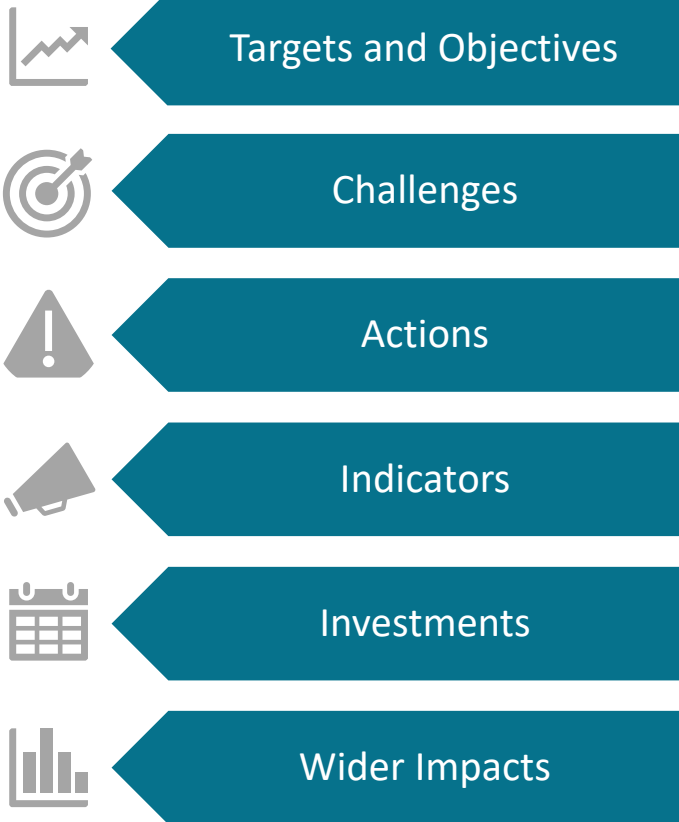 Targets and Objectives
Challenges
Actions
Indicators
Investments
Wider Impacts